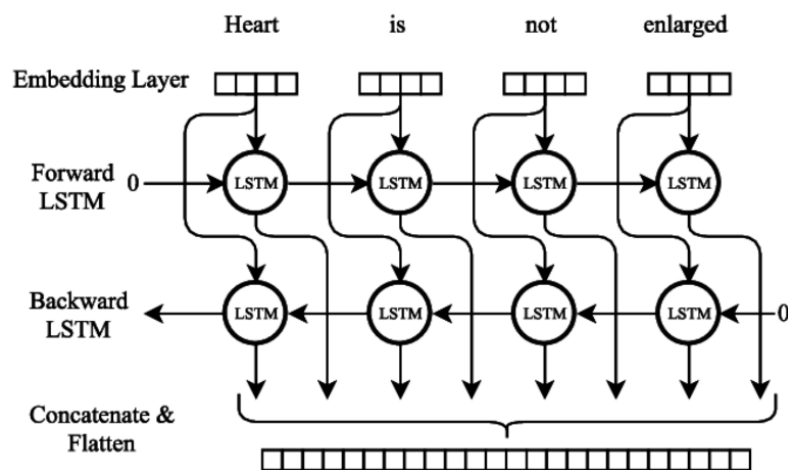 Heart is not enlarged
Embedding Layer
Forward
LSTM
0
LSTM LSTM LSTM LSTM
Backward
LSTM
LSTM LSTM LSTM LSTM
0
Concatenate &
Flatten